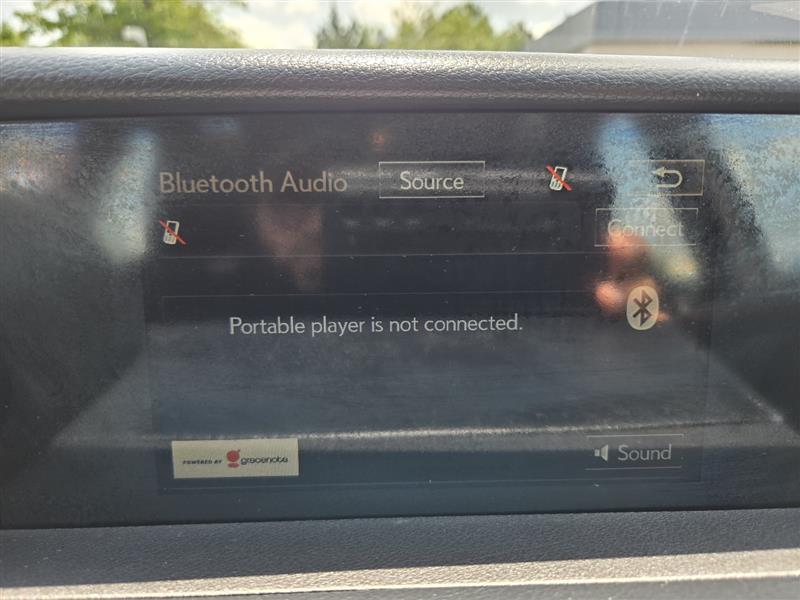 Bluetooth Audio
Source
Connect
Portable player is not connected.
POWERED BY gracenote
Sound